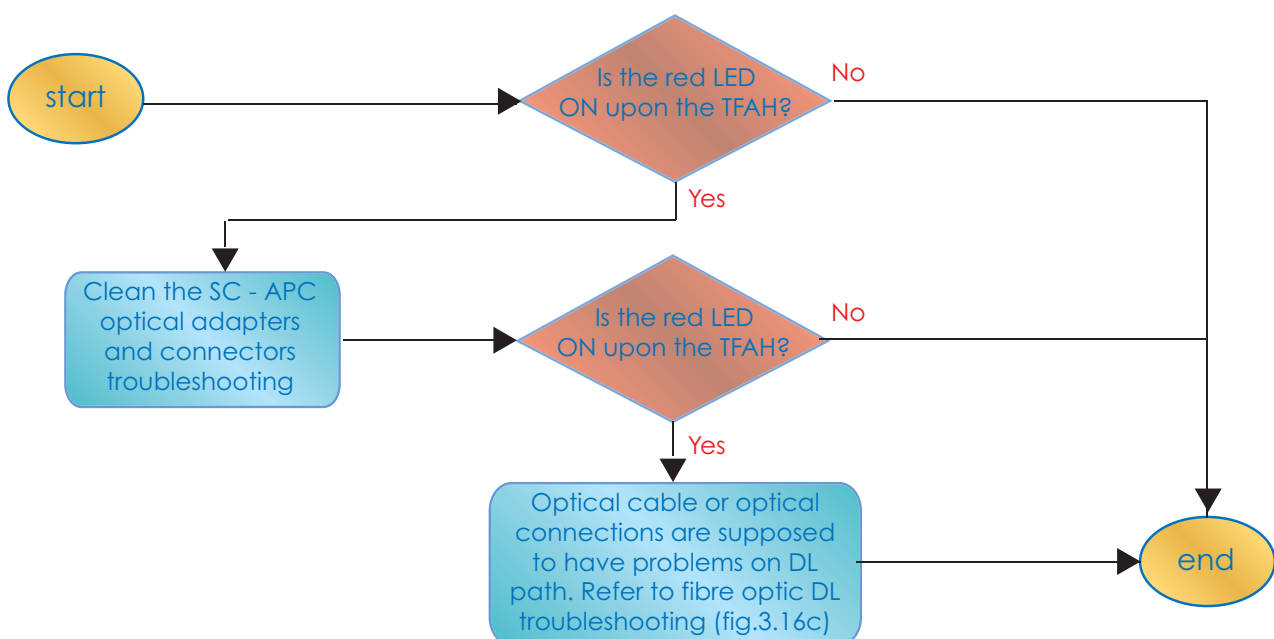 start
Is the red LED
ON upon the TFAH?
No
Yes
Clean the SC - APC
optical adapters
and connectors
troubleshooting
Is the red LED
ON upon the TFAH?
No
Yes
Optical cable or optical
connections are supposed
to have problems on DL
path. Refer to fibre optic DL
troubleshooting (fig.3.16c)
end